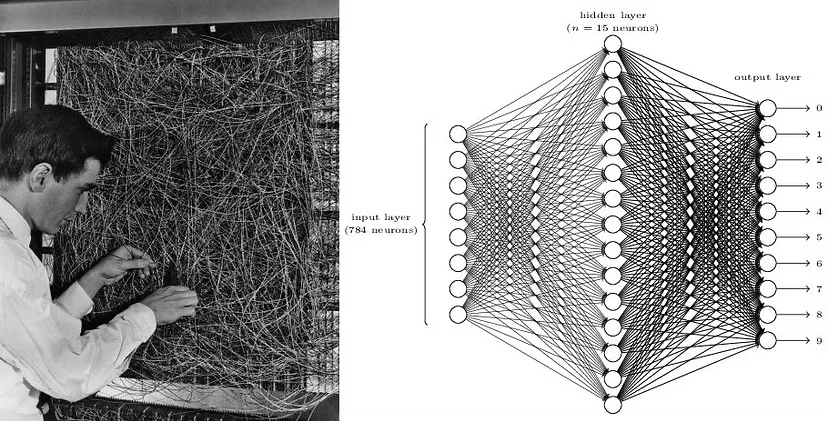 hidden layer
(n = 15 neurons)
output layer
input layer
(784 neurons)
0
1
2
3
4
5
6
7
8
9